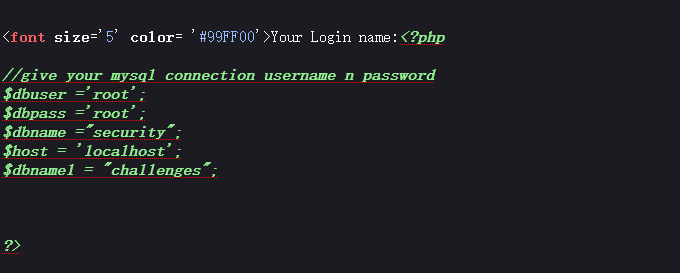 <font size='5' color= '#99FF00'>Your Login name:<?php
//give your mysql connection username n password
$dbuser ='root';
$dbpass ='root';
$dbname ="security";
$host = 'localhost';
$dbname1 = "challenges";
?>